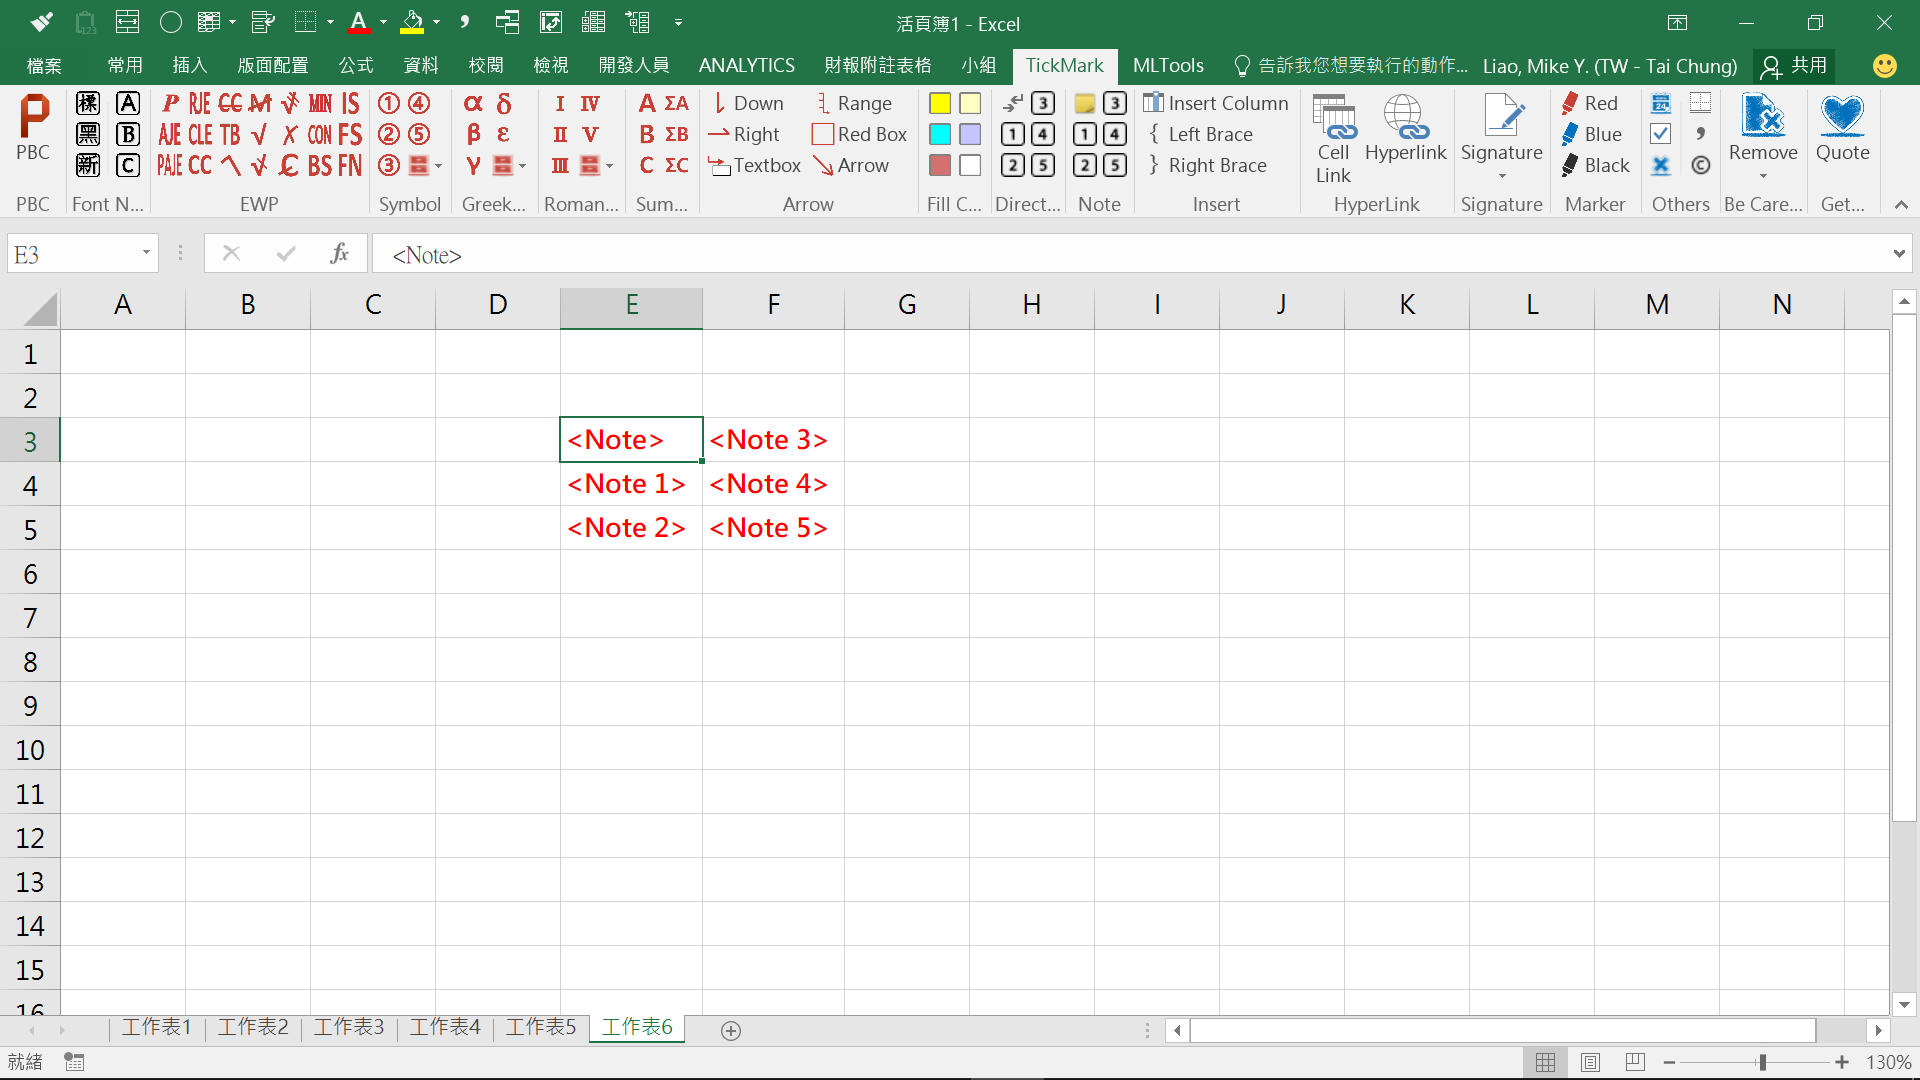 活頁簿1 - Excel
檔案 常用 插入 版面配置 公式 資料 校閱 檢視 開發人員 ANALYTICS 財報附註表格 小組 TickMark MLTools 告訴我您想要執行的動作... Liao, Mike Y. (TW - Tai Chung) 共用
標 A P RJE CC M MIN IS ① ④ α δ I IV A ΣA Down Range 3 3 Insert Column Red
黑 B AJE CLE TB √ X CON FS ② ⑤ β ε II V B ΣB Right Red Box 1 4 1 4 { Left Brace Blue
新 C PAJE CC BS FN ③ γ III C ΣC Textbox Arrow 2 5 2 5 } Right Brace Black ©
PBC Cell Link Hyperlink Signature Remove Quote
PBC Font N... EWP Symbol Greek... Roman... Sum... Arrow Fill C... Direct... Note Insert HyperLink Signature Marker Others Be Care... Get...
E3 fx <Note>
A B C D E F G H I J K L M N
1
2
3 <Note> <Note 3>
4 <Note 1> <Note 4>
5 <Note 2> <Note 5>
6
7
8
9
10
11
12
13
14
15
16
工作表1 工作表2 工作表3 工作表4 工作表5 工作表6
就緒 130%